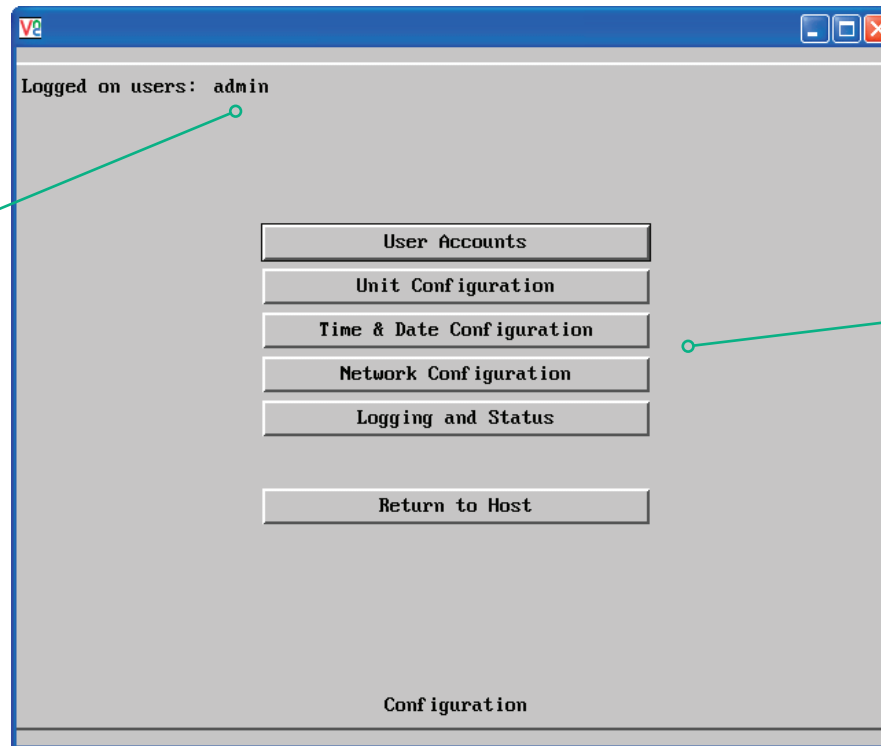 Logged on users: admin
User Accounts
Unit Configuration
Time & Date Configuration
Network Configuration
Logging and Status
Return to Host
Configuration